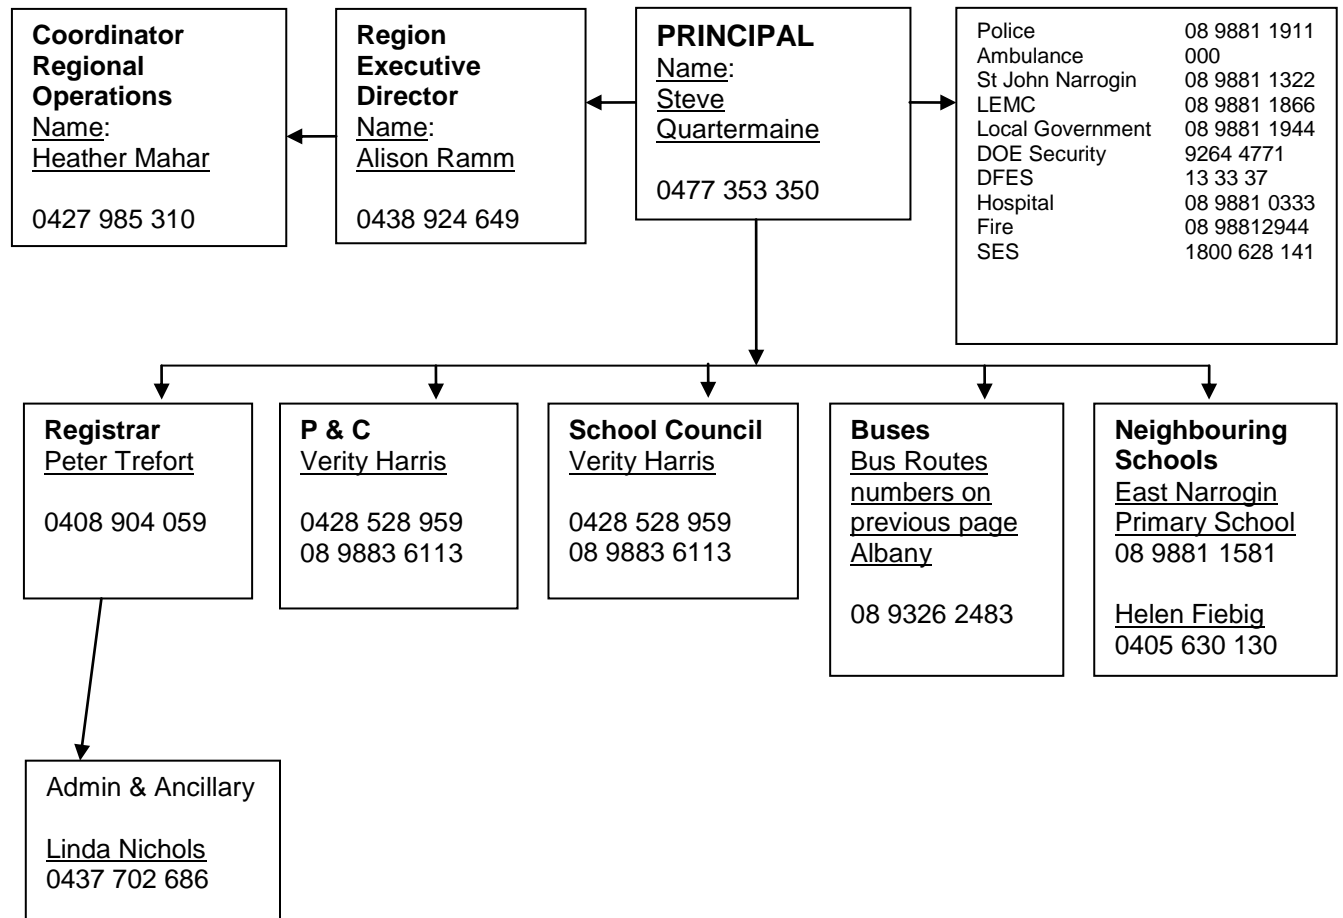 Coordinator
Regional
Operations
Name:
Heather Mahar
0427 985 310
Region
Executive
Director
Name:
Alison Ramm
0438 924 649
PRINCIPAL
Name:
Steve
Quartermaine
0477 353 350
Police 08 9881 1911
Ambulance 000
St John Narrogin 08 9881 1322
LEMC 08 9881 1866
Local Government 08 9881 1944
DOE Security 9264 4771
DFES 13 33 37
Hospital 08 9881 0333
Fire 08 98812944
SES 1800 628 141
Registrar
Peter Trefort
0408 904 059
P & C
Verity Harris
0428 528 959
08 9883 6113
School Council
Verity Harris
0428 528 959
08 9883 6113
Buses
Bus Routes
numbers on
previous page
Albany
08 9326 2483
Neighbouring
Schools
East Narrogin
Primary School
08 9881 1581
Helen Fiebig
0405 630 130
Admin & Ancillary
Linda Nichols
0437 702 686